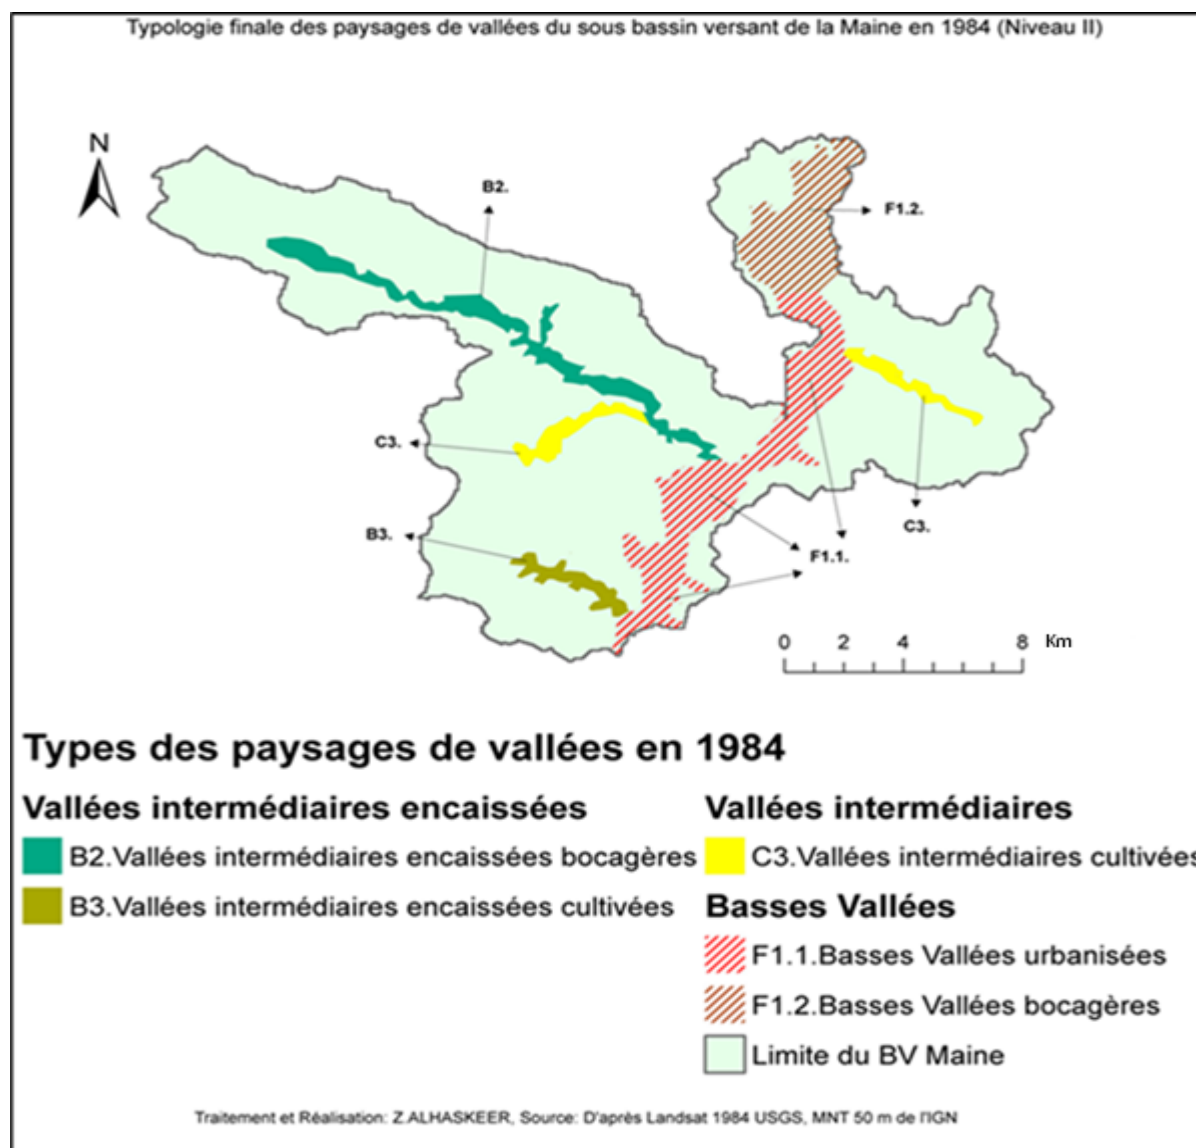 Typologie finale des paysages de vallées du sous bassin versant de la Maine en 1984 (Niveau II)
N
B2.
F1.2.
C3.
C3.
B3.
F1.1.
0 2 4 8 Km
Types des paysages de vallées en 1984
Vallées intermédiaires encaissées
B2.Vallées intermédiaires encaissées bocagères
B3.Vallées intermédiaires encaissées cultivées
Vallées intermédiaires
C3.Vallées intermédiaires cultivées
Basses Vallées
F1.1.Basses Vallées urbanisées
F1.2.Basses Vallées bocagères
Limite du BV Maine
Traitement et Réalisation: Z.ALHASKEER, Source: D'après Landsat 1984 USGS, MNT 50 m de l'IGN